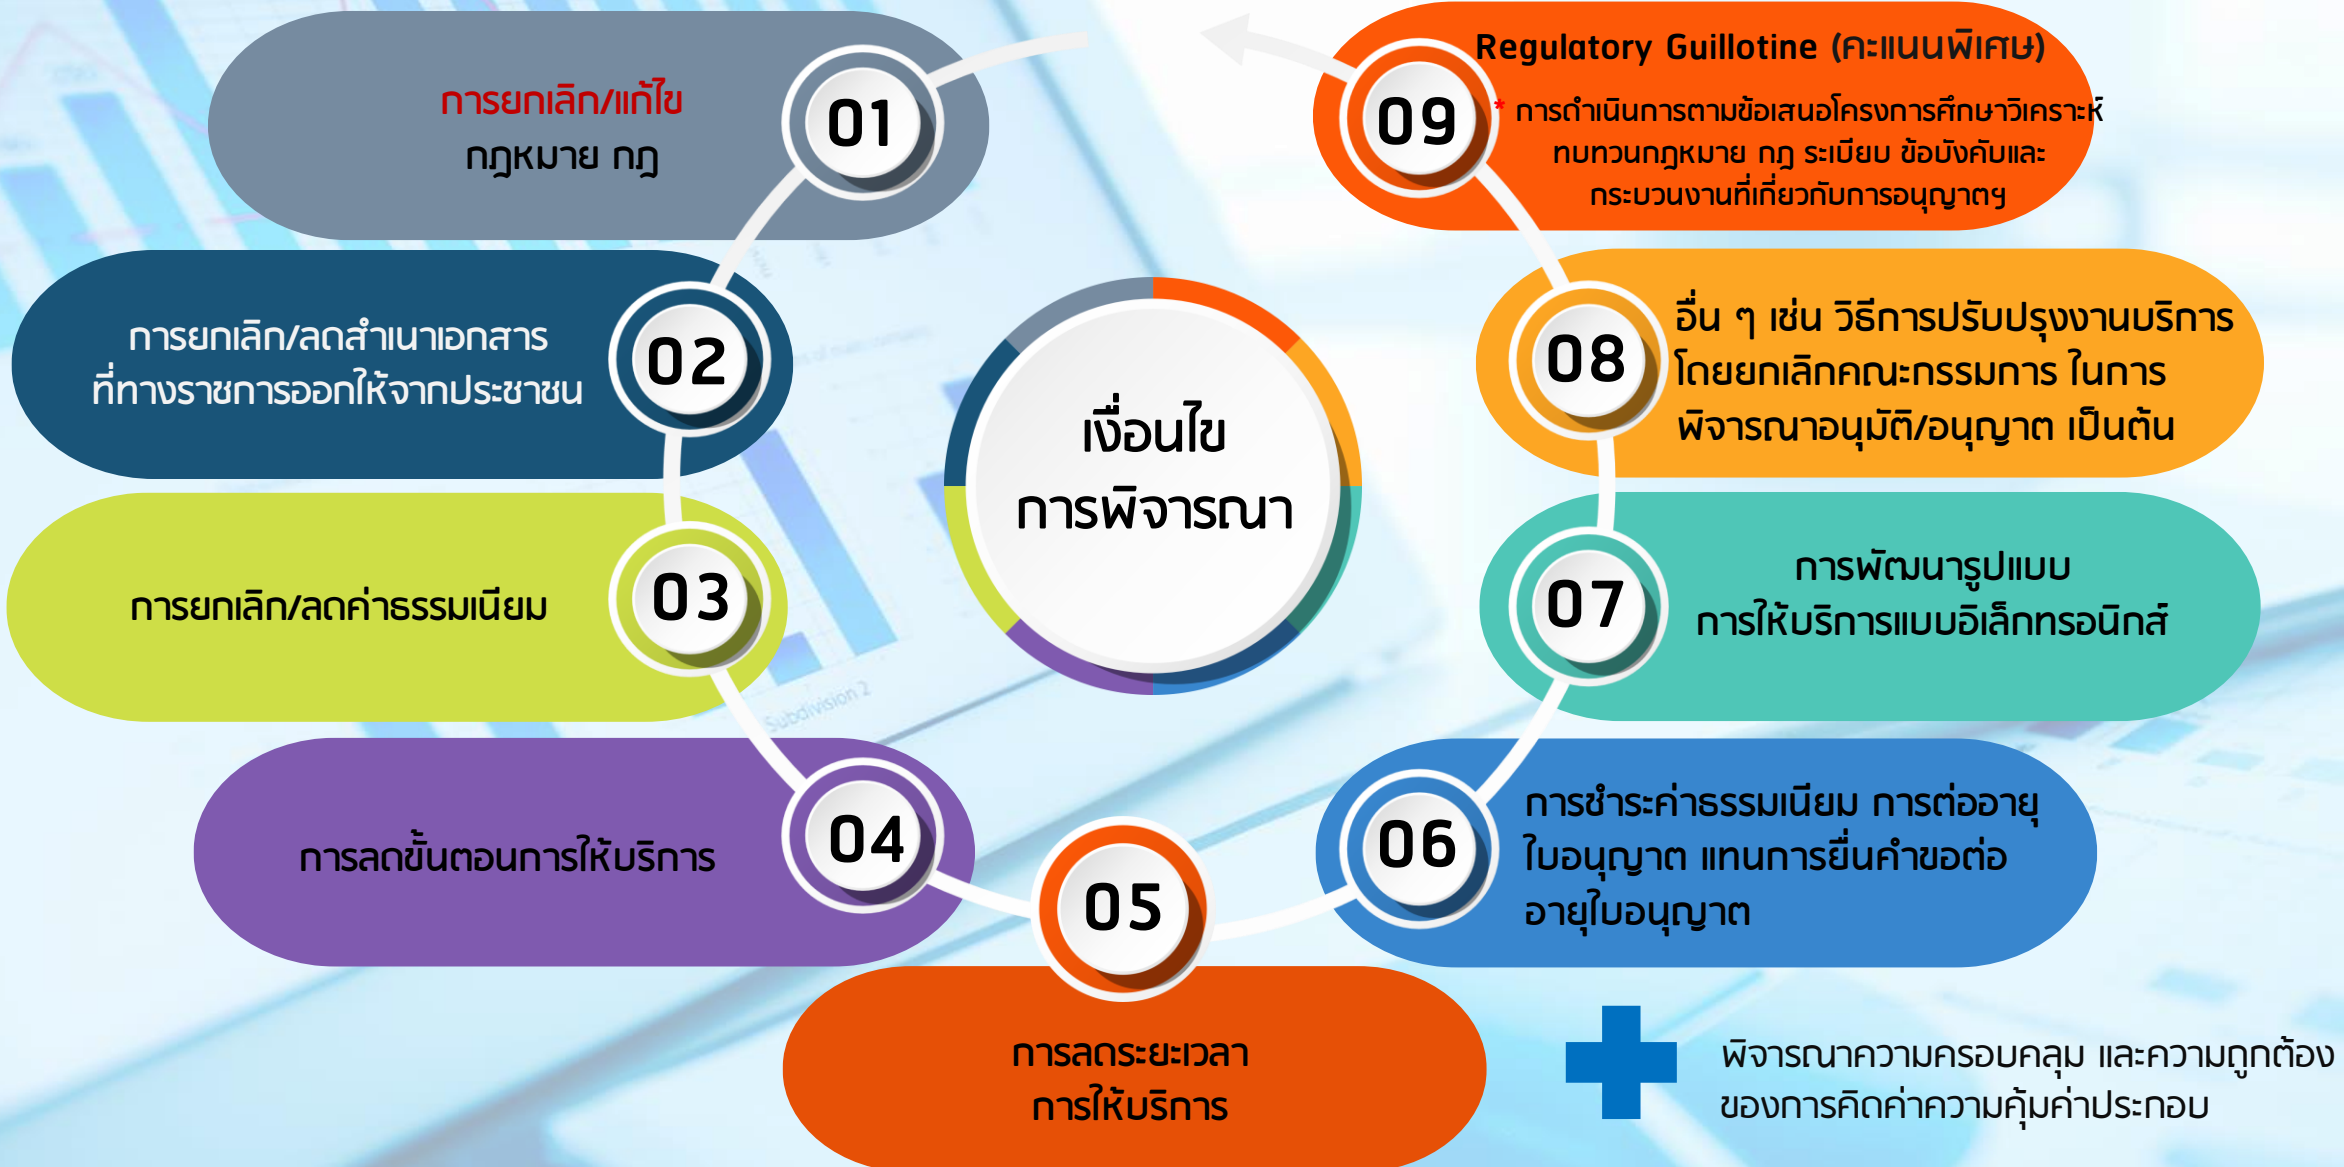 01
การยกเลิก/แก้ไข
กฎหมาย กฎ
02
การยกเลิก/ลดสำเนาเอกสาร
ที่ทางราชการออกให้จากประชาชน
03
การยกเลิก/ลดค่าธรรมเนียม
04
การลดขั้นตอนการให้บริการ
05
การลดระยะเวลา
การให้บริการ
06
การชำระค่าธรรมเนียม การต่ออายุ
ใบอนุญาต แทนการยื่นคำขอต่อ
อายุใบอนุญาต
07
การพัฒนารูปแบบ
การให้บริการแบบอิเล็กทรอนิกส์
08
อื่น ๆ เช่น วิธีการปรับปรุงงานบริการ
โดยยกเลิกคณะกรรมการ ในการ
พิจารณาอนุมัติ/อนุญาต เป็นต้น
09
Regulatory Guillotine (คะแนนพิเศษ)
* การดำเนินการตามข้อเสนอโครงการศึกษาวิเคราะห์
ทบทวนกฎหมาย กฎ ระเบียบ ข้อบังคับและ
กระบวนงานที่เกี่ยวกับการอนุญาตฯ
เงื่อนไข
การพิจารณา
พิจารณาความครอบคลุม และความถูกต้อง
ของการคิดค่าความคุ้มค่าประกอบ
Subdivision 2